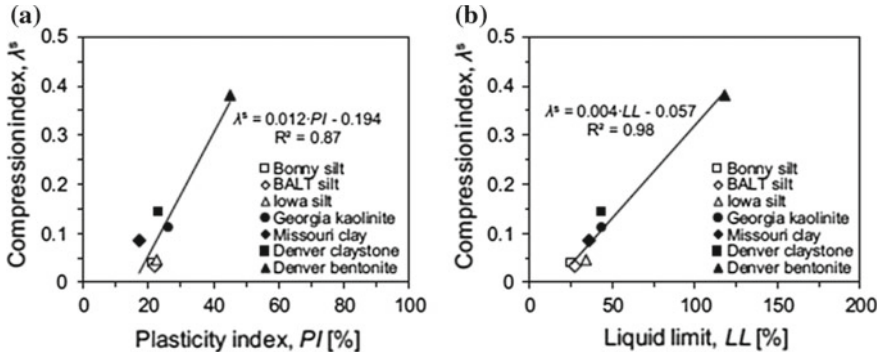 (a)
Compression index, λˢ
0.5
0.4
0.3
0.2
0.1
0
λˢ = 0.012·PI - 0.194
R² = 0.87
Bonny silt
BALT silt
Iowa silt
Georgia kaolinite
Missouri clay
Denver claystone
Denver bentonite
0 20 40 60 80 100
Plasticity index, PI [%]
(b)
Compression index, λˢ
0.5
0.4
0.3
0.2
0.1
0
λˢ = 0.004·LL - 0.057
R² = 0.98
Bonny silt
BALT silt
Iowa silt
Georgia kaolinite
Missouri clay
Denver claystone
Denver bentonite
0 50 100 150 200
Liquid limit, LL [%]